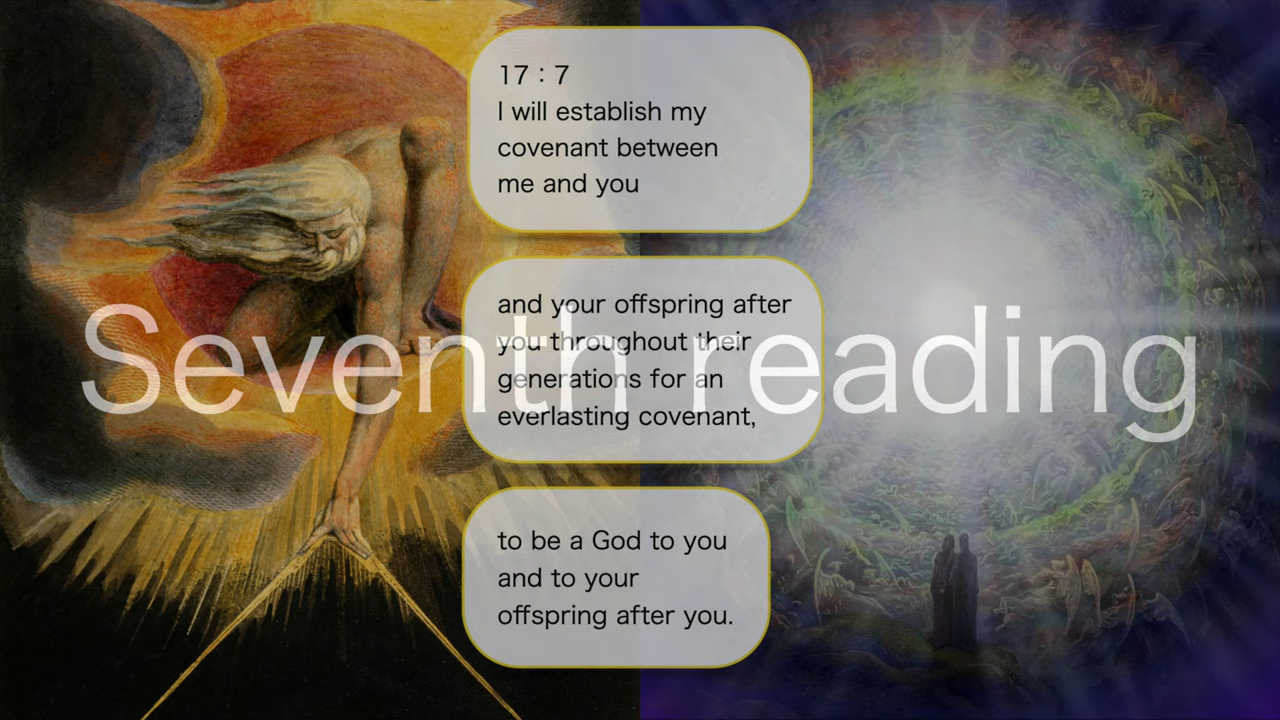 17 : 7
I will establish my
covenant between
me and you
and your offspring after
you throughout their
generations for an
everlasting covenant,
Seventh reading
to be a God to you
and to your
offspring after you.